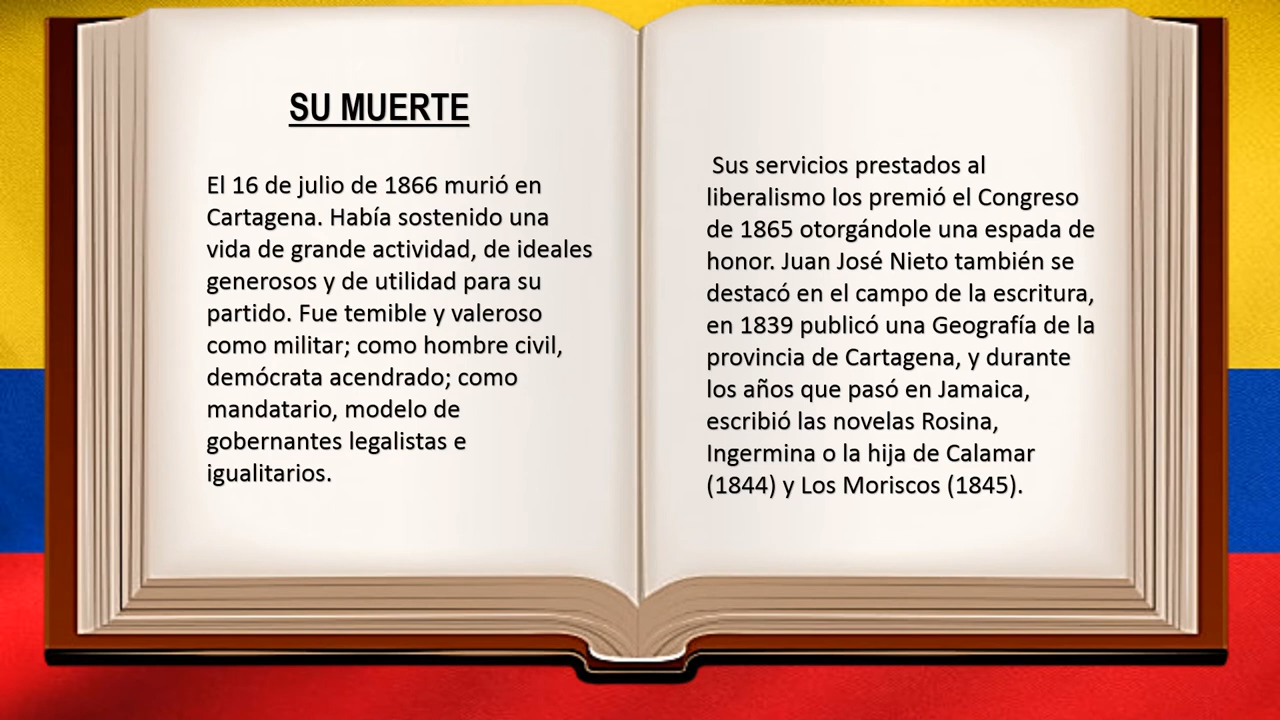 SU MUERTE
El 16 de julio de 1866 murió en
Cartagena. Había sostenido una
vida de grande actividad, de ideales
generosos y de utilidad para su
partido. Fue temible y valeroso
como militar; como hombre civil,
demócrata acendrado; como
mandatario, modelo de
gobernantes legalistas e
igualitarios.
Sus servicios prestados al
liberalismo los premió el Congreso
de 1865 otorgándole una espada de
honor. Juan José Nieto también se
destacó en el campo de la escritura,
en 1839 publicó una Geografía de la
provincia de Cartagena, y durante
los años que pasó en Jamaica,
escribió las novelas Rosina,
Ingermina o la hija de Calamar
(1844) y Los Moriscos (1845).